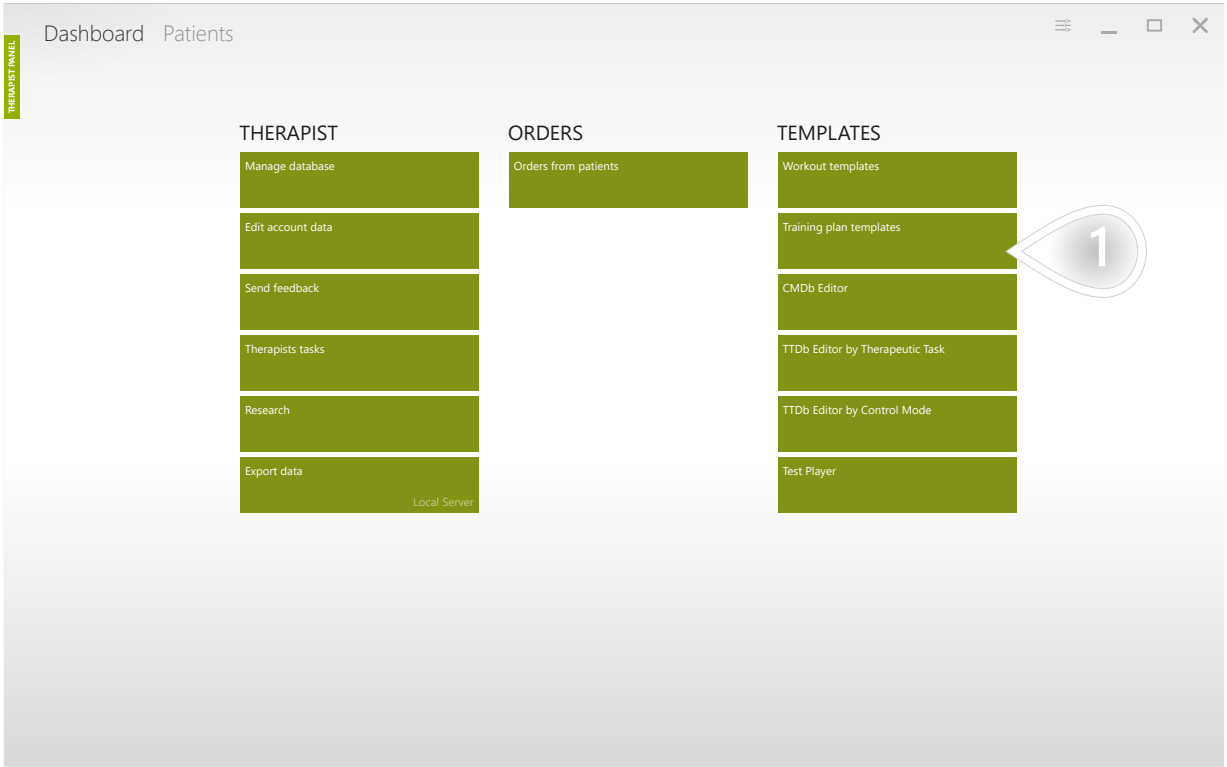 Dashboard Patients
THERAPIST PANEL
THERAPIST
Manage database
Edit account data
Send feedback
Therapists tasks
Research
Export data
Local Server
ORDERS
Orders from patients
TEMPLATES
Workout templates
Training plan templates
1
CMDb Editor
TTDb Editor by Therapeutic Task
TTDb Editor by Control Mode
Test Player